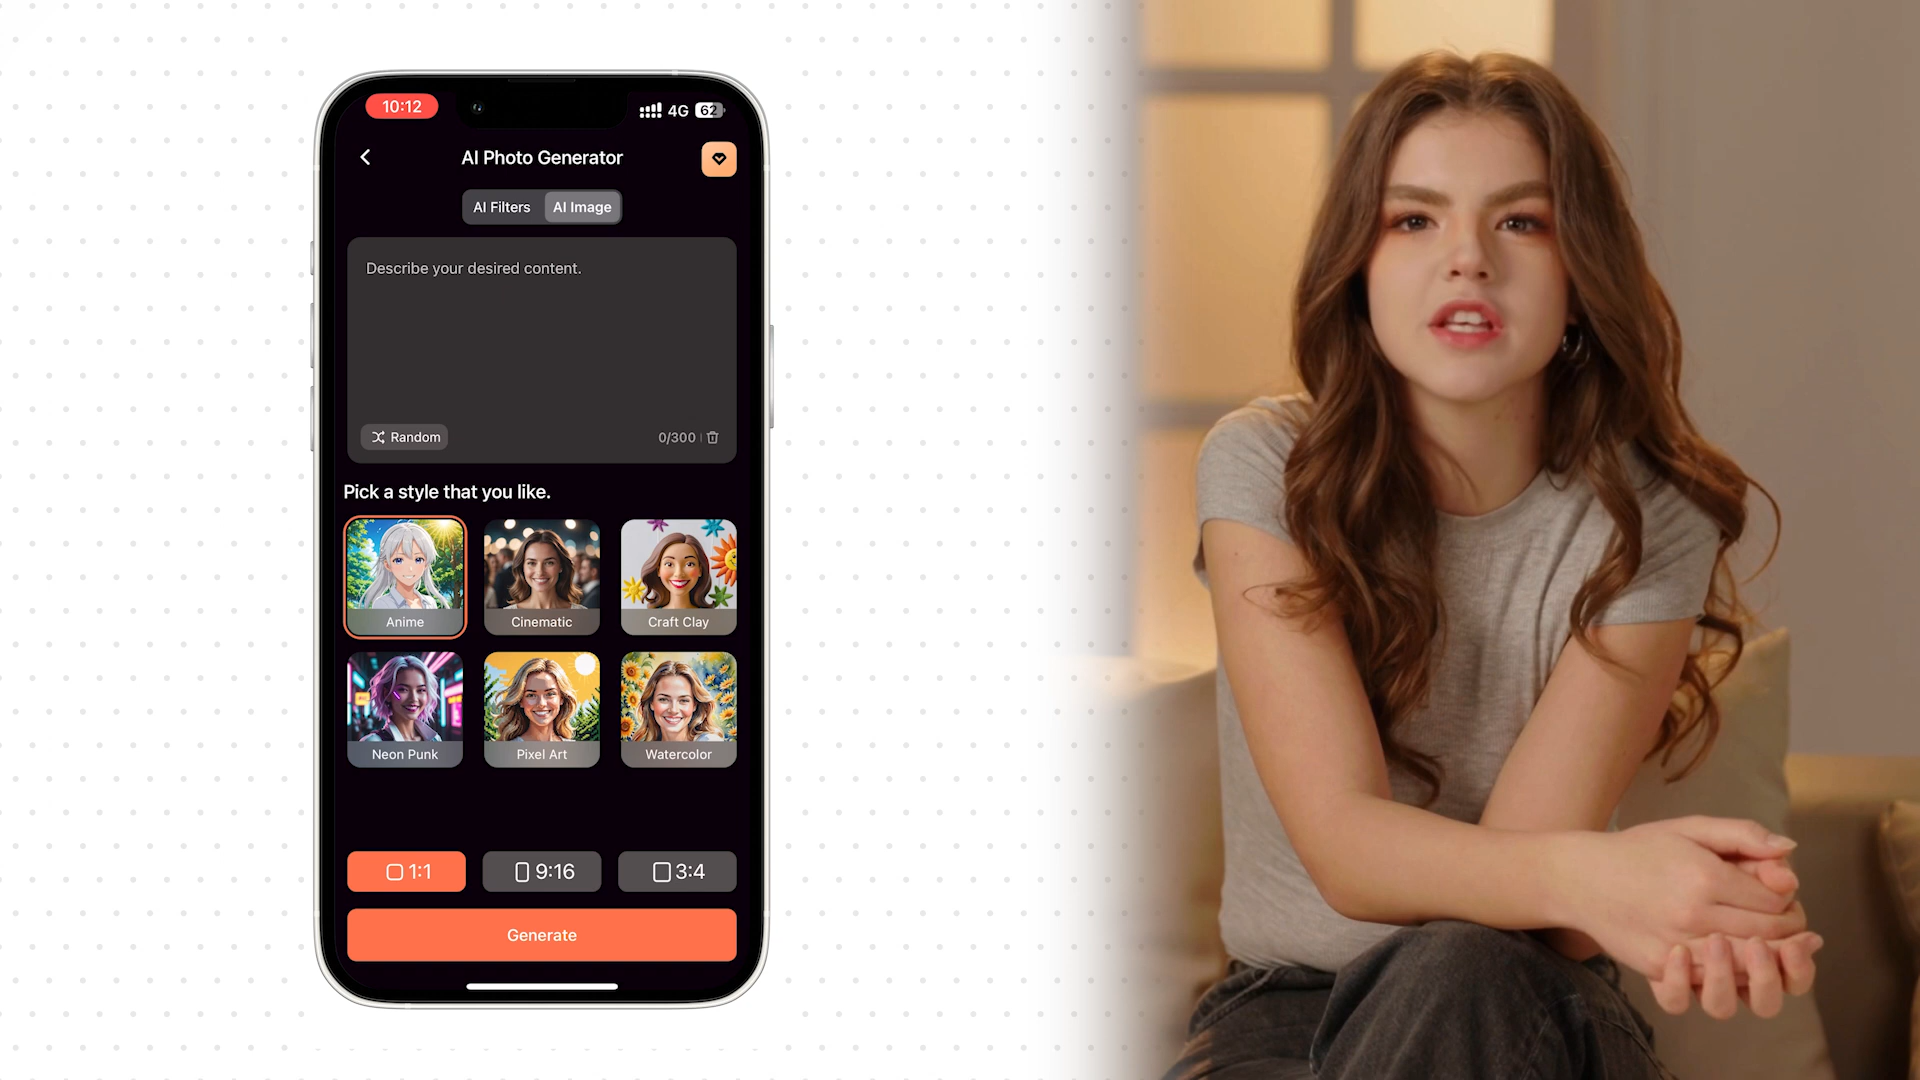 10:12
4G 62
AI Photo Generator
AI Filters AI Image
Describe your desired content.
Random 0/300
Pick a style that you like.
Anime Cinematic Craft Clay
Neon Punk Pixel Art Watercolor
1:1 9:16 3:4
Generate